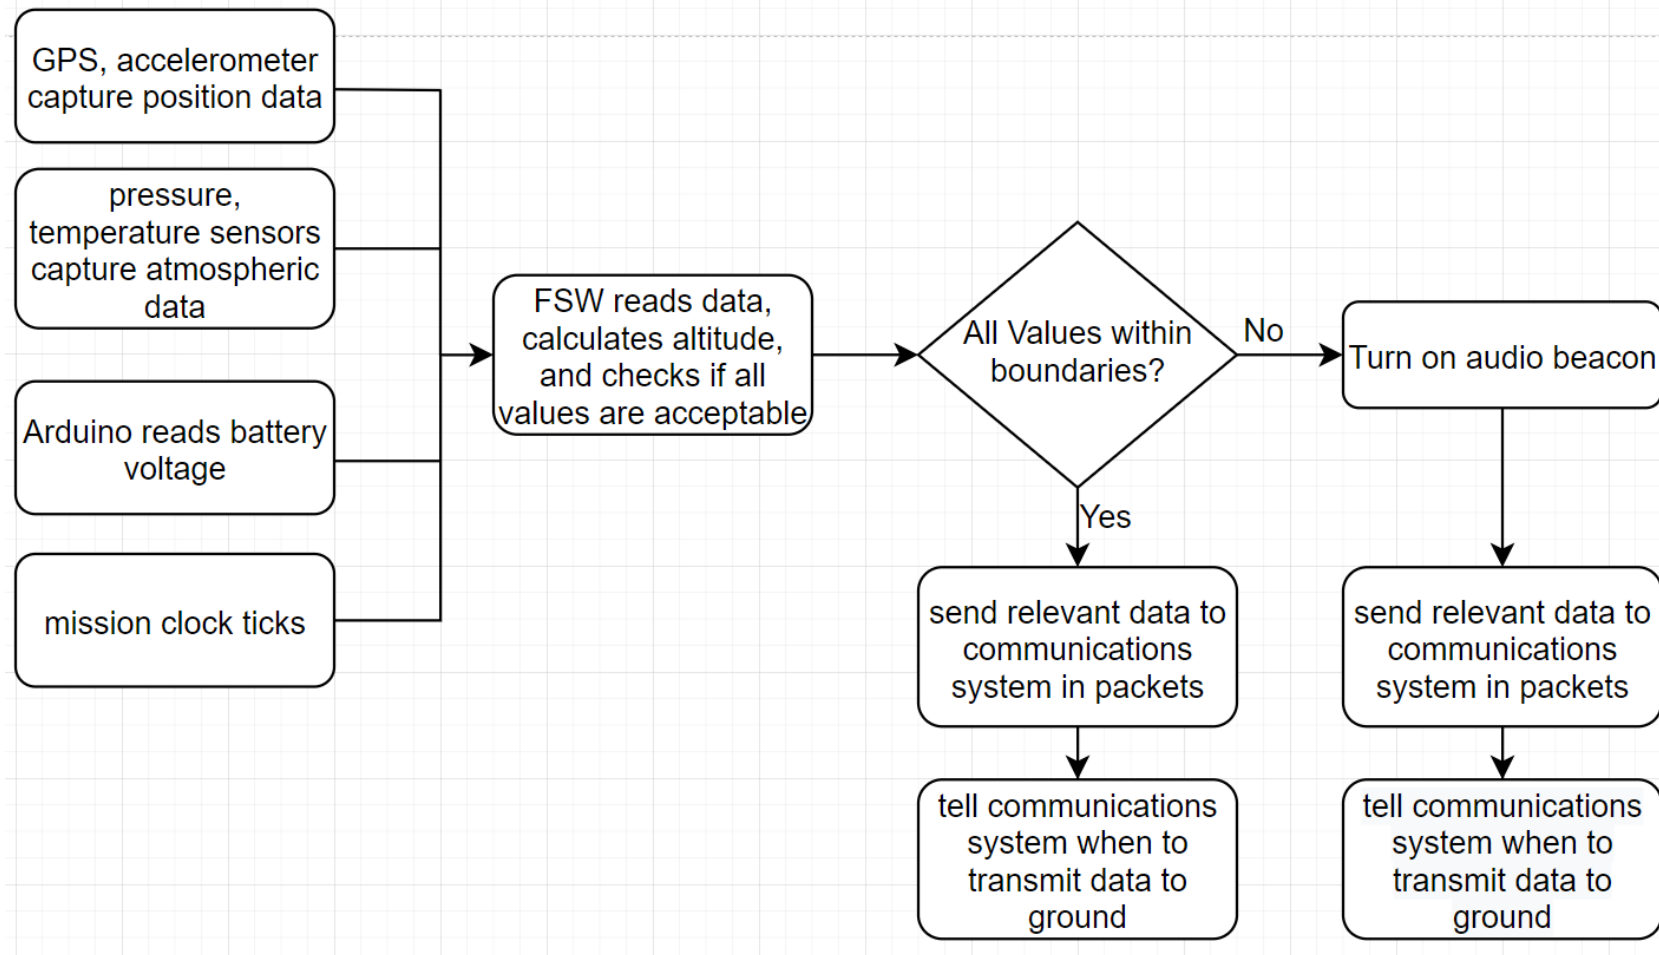 GPS, accelerometer
capture position data
pressure,
temperature sensors
capture atmospheric
data
Arduino reads battery
voltage
mission clock ticks
FSW reads data,
calculates altitude,
and checks if all
values are acceptable
All Values within
boundaries?
No
Turn on audio beacon
Yes
send relevant data to
communications
system in packets
tell communications
system when to
transmit data to
ground
send relevant data to
communications
system in packets
tell communications
system when to
transmit data to
ground